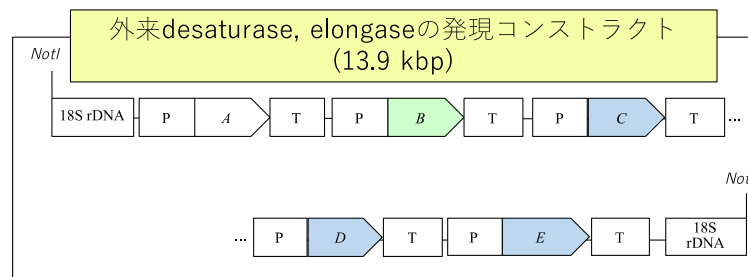 外来desaturase, elongaseの発現コンストラクト
(13.9 kbp)
NotI
18S rDNA P A T P B T P C T ...
Not
... P D T P E T 18S
rDNA